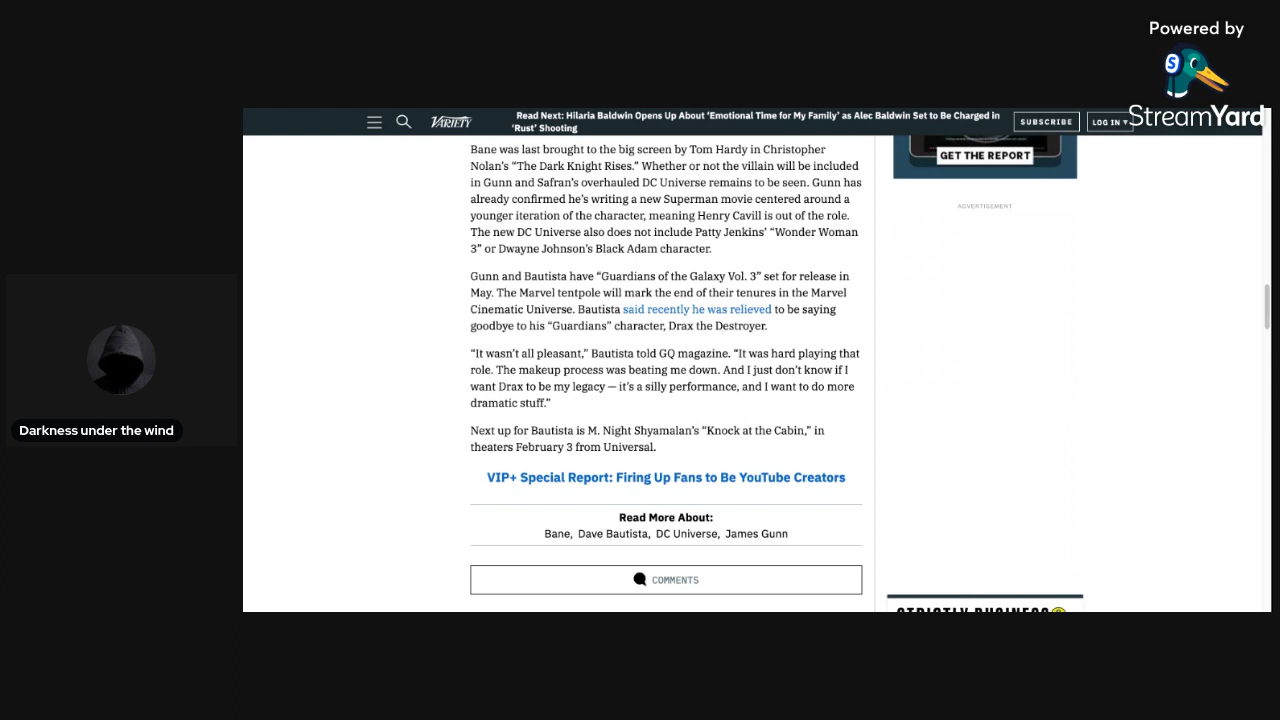 Powered by
S
StreamYard
VARIETY
Read Next: Hilaria Baldwin Opens Up About ‘Emotional Time for My Family’ as Alec Baldwin Set to Be Charged in
‘Rust’ Shooting
SUBSCRIBE
LOG IN ▾
Bane was last brought to the big screen by Tom Hardy in Christopher
Nolan’s “The Dark Knight Rises.” Whether or not the villain will be included
in Gunn and Safran’s overhauled DC Universe remains to be seen. Gunn has
already confirmed he’s writing a new Superman movie centered around a
younger iteration of the character, meaning Henry Cavill is out of the role.
The new DC Universe also does not include Patty Jenkins’ “Wonder Woman
3” or Dwayne Johnson’s Black Adam character.
Gunn and Bautista have “Guardians of the Galaxy Vol. 3” set for release in
May. The Marvel tentpole will mark the end of their tenures in the Marvel
Cinematic Universe. Bautista said recently he was relieved to be saying
goodbye to his “Guardians” character, Drax the Destroyer.
“It wasn’t all pleasant,” Bautista told GQ magazine. “It was hard playing that
role. The makeup process was beating me down. And I just don’t know if I
want Drax to be my legacy — it’s a silly performance, and I want to do more
dramatic stuff.”
Next up for Bautista is M. Night Shyamalan’s “Knock at the Cabin,” in
theaters February 3 from Universal.
VIP+ Special Report: Firing Up Fans to Be YouTube Creators
Read More About:
Bane, Dave Bautista, DC Universe, James Gunn
COMMENTS
GET THE REPORT
ADVERTISEMENT
STRICTLY BUSINESS
Darkness under the wind